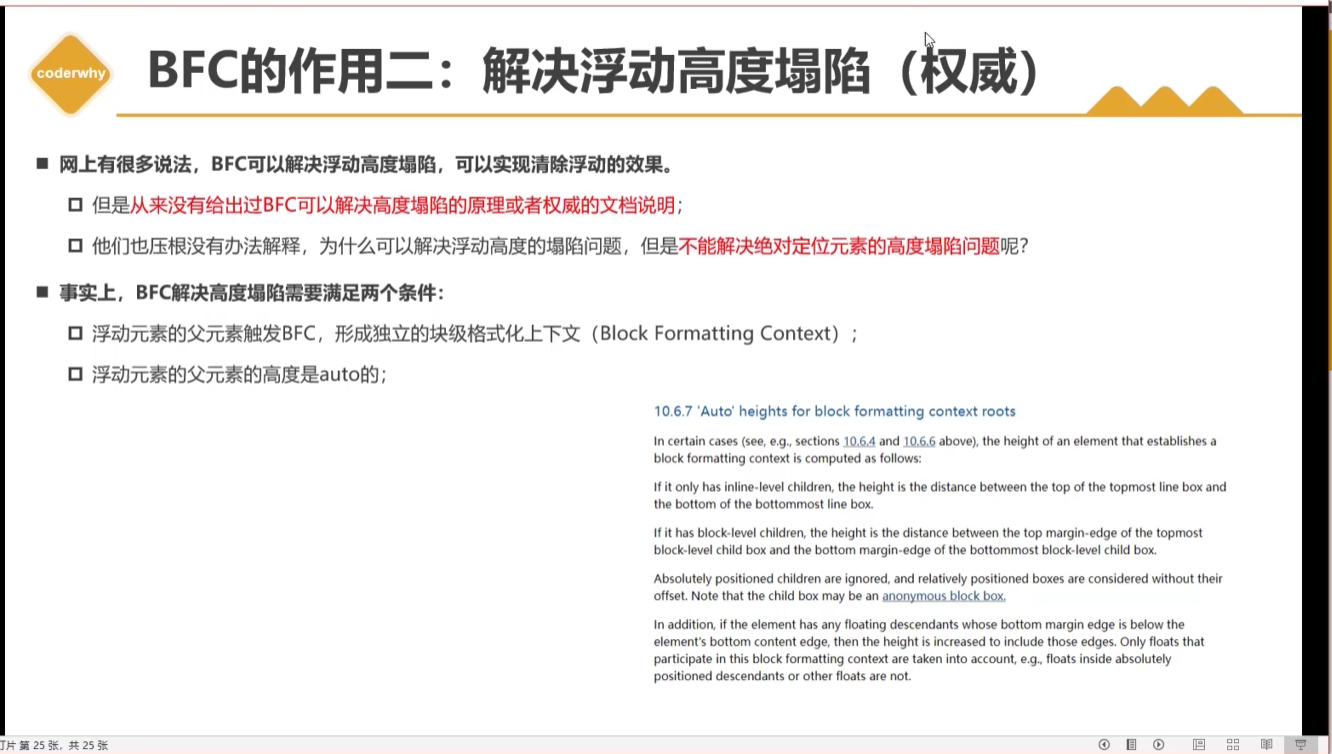 coderwhy
BFC的作用二：解决浮动高度塌陷（权威）
网上有很多说法，BFC可以解决浮动高度塌陷，可以实现清除浮动的效果。
但是从来没有给出过BFC可以解决高度塌陷的原理或者权威的文档说明；
他们也压根没有办法解释，为什么可以解决浮动高度的塌陷问题，但是不能解决绝对定位元素的高度塌陷问题呢？
事实上，BFC解决高度塌陷需要满足两个条件：
浮动元素的父元素触发BFC，形成独立的块级格式化上下文（Block Formatting Context）；
浮动元素的父元素的高度是auto的；
10.6.7 'Auto' heights for block formatting context roots
In certain cases (see, e.g., sections 10.6.4 and 10.6.6 above), the height of an element that establishes a
block formatting context is computed as follows:
If it only has inline-level children, the height is the distance between the top of the topmost line box and
the bottom of the bottommost line box.
If it has block-level children, the height is the distance between the top margin-edge of the topmost
block-level child box and the bottom margin-edge of the bottommost block-level child box.
Absolutely positioned children are ignored, and relatively positioned boxes are considered without their
offset. Note that the child box may be an anonymous block box.
In addition, if the element has any floating descendants whose bottom margin edge is below the
element's bottom content edge, then the height is increased to include those edges. Only floats that
participate in this block formatting context are taken into account, e.g., floats inside absolutely
positioned descendants or other floats are not.
灯片 第 25 张，共 25 张